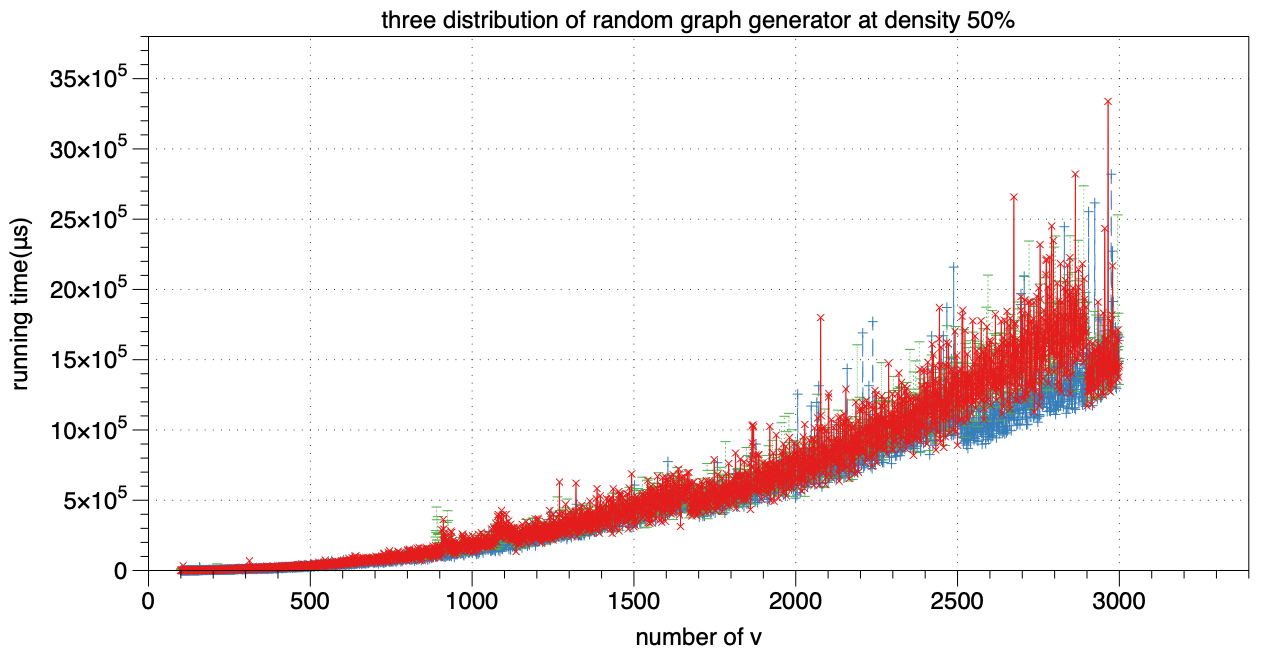 three distribution of random graph generator at density 50%
35×10⁵
30×10⁵
25×10⁵
20×10⁵
15×10⁵
10×10⁵
5×10⁵
0
running time(μs)
0 500 1000 1500 2000 2500 3000
number of v